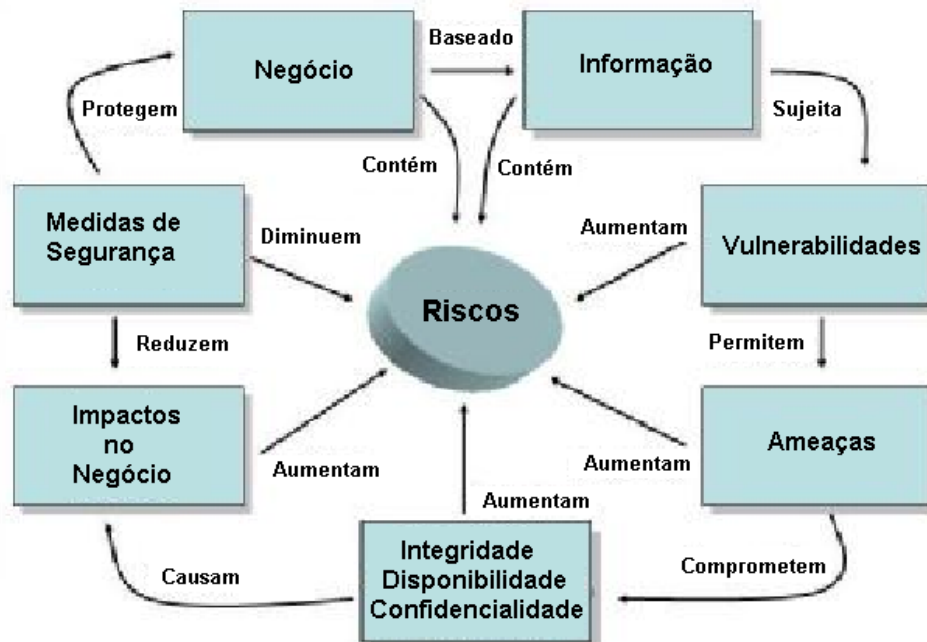 Baseado
Negócio
Informação
Protegem
Sujeita
Contém
Contém
Medidas de
Segurança
Diminuem
Aumentam
Vulnerabilidades
Riscos
Reduzem
Permitem
Impactos
no
Negócio
Aumentam
Aumentam
Ameaças
Aumentam
Causam
Integridade
Disponibilidade
Confidencialidade
Comprometem